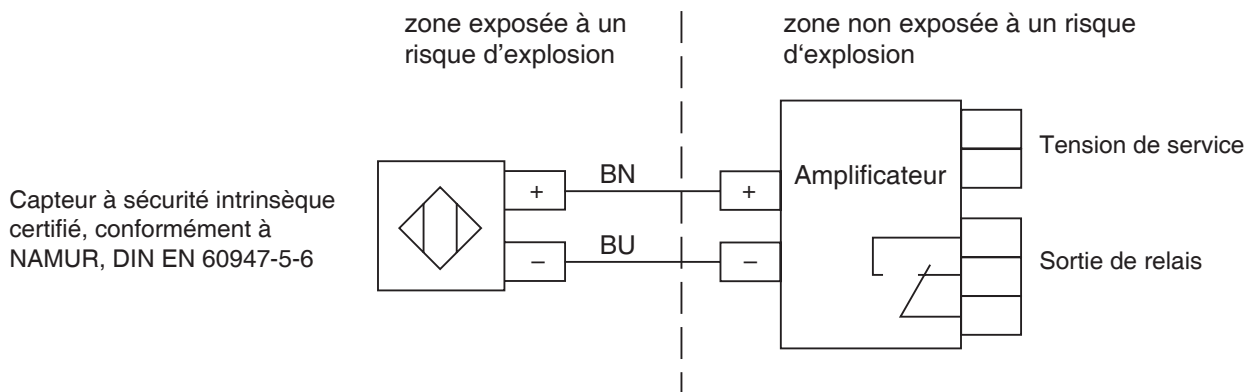 zone exposée à un
risque d'explosion
zone non exposée à un risque
d‘explosion
Capteur à sécurité intrinsèque
certifié, conformément à
NAMUR, DIN EN 60947-5-6
+
–
BN
BU
+
–
Amplificateur
Tension de service
Sortie de relais